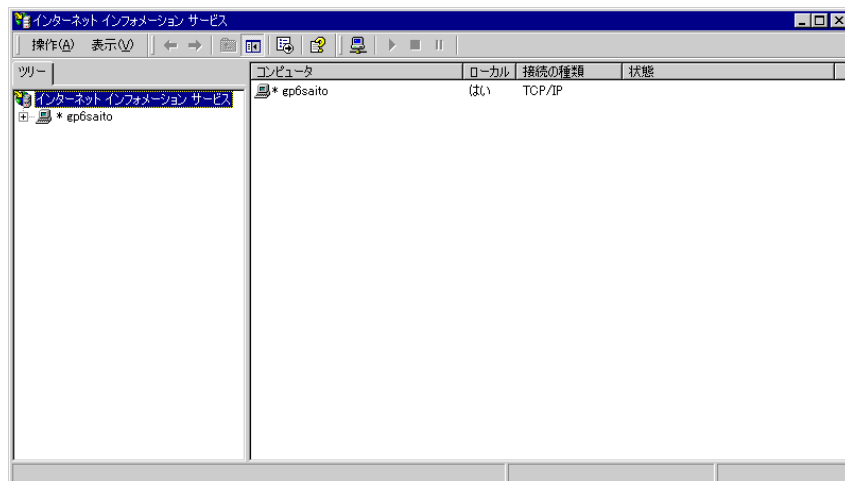 インターネット インフォメーション サービス
操作(A) 表示(V)
ツリー
コンピュータ ローカル 接続の種類 状態
インターネット インフォメーション サービス
* gp6saito はい TCP/IP
* gp6saito